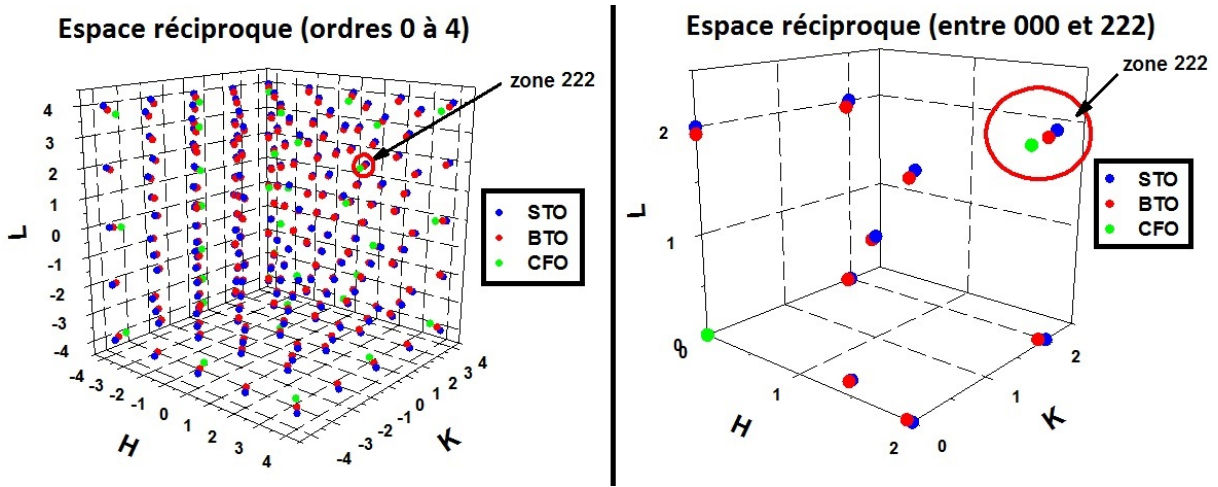 Espace réciproque (ordres 0 à 4)
zone 222
4
3
2
1
0
-1
-2
-3
-4
L
-4 -3 -2 -1 0 1 2 3 4
H
-4 -3 -2 -1 0 1 2 3 4
K
STO
BTO
CFO
Espace réciproque (entre 000 et 222)
zone 222
2
1
0
L
0
1
2
H
0
1
2
K
STO
BTO
CFO